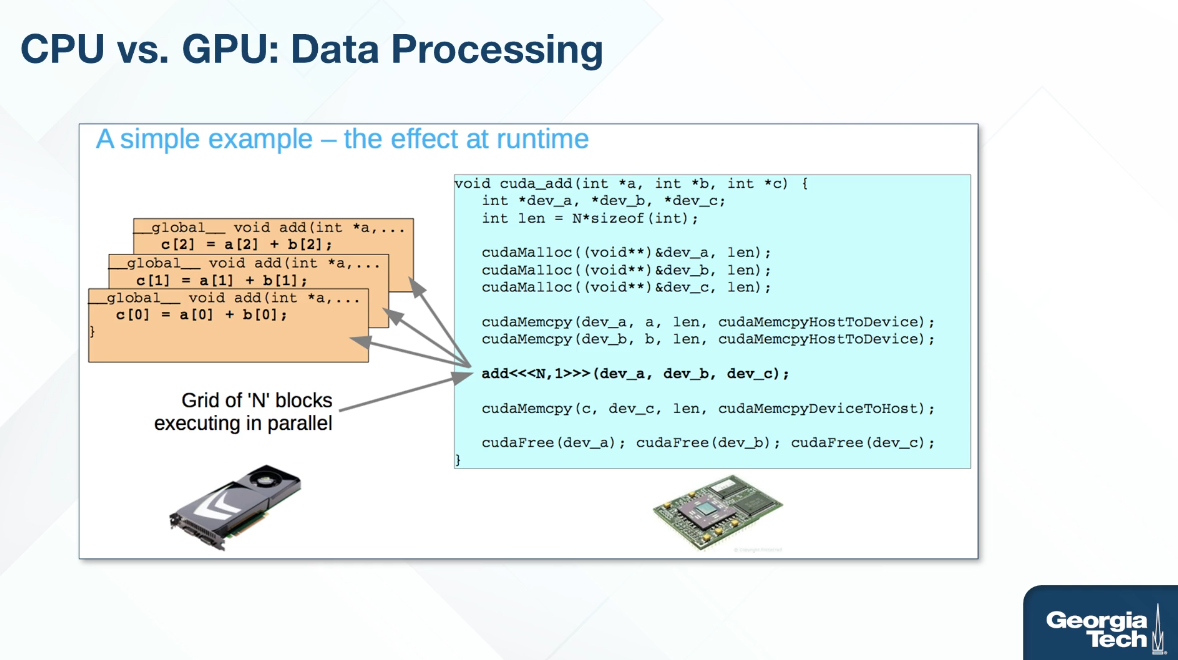 CPU vs. GPU: Data Processing
A simple example – the effect at runtime
__global__ void add(int *a,...
c[2] = a[2] + b[2];
__global__ void add(int *a,...
c[1] = a[1] + b[1];
__global__ void add(int *a,...
c[0] = a[0] + b[0];
}
Grid of 'N' blocks
executing in parallel
void cuda_add(int *a, int *b, int *c) {
int *dev_a, *dev_b, *dev_c;
int len = N*sizeof(int);
cudaMalloc((void**)&dev_a, len);
cudaMalloc((void**)&dev_b, len);
cudaMalloc((void**)&dev_c, len);
cudaMemcpy(dev_a, a, len, cudaMemcpyHostToDevice);
cudaMemcpy(dev_b, b, len, cudaMemcpyHostToDevice);
add<<<N,1>>>(dev_a, dev_b, dev_c);
cudaMemcpy(c, dev_c, len, cudaMemcpyDeviceToHost);
cudaFree(dev_a); cudaFree(dev_b); cudaFree(dev_c);
}
Georgia
Tech